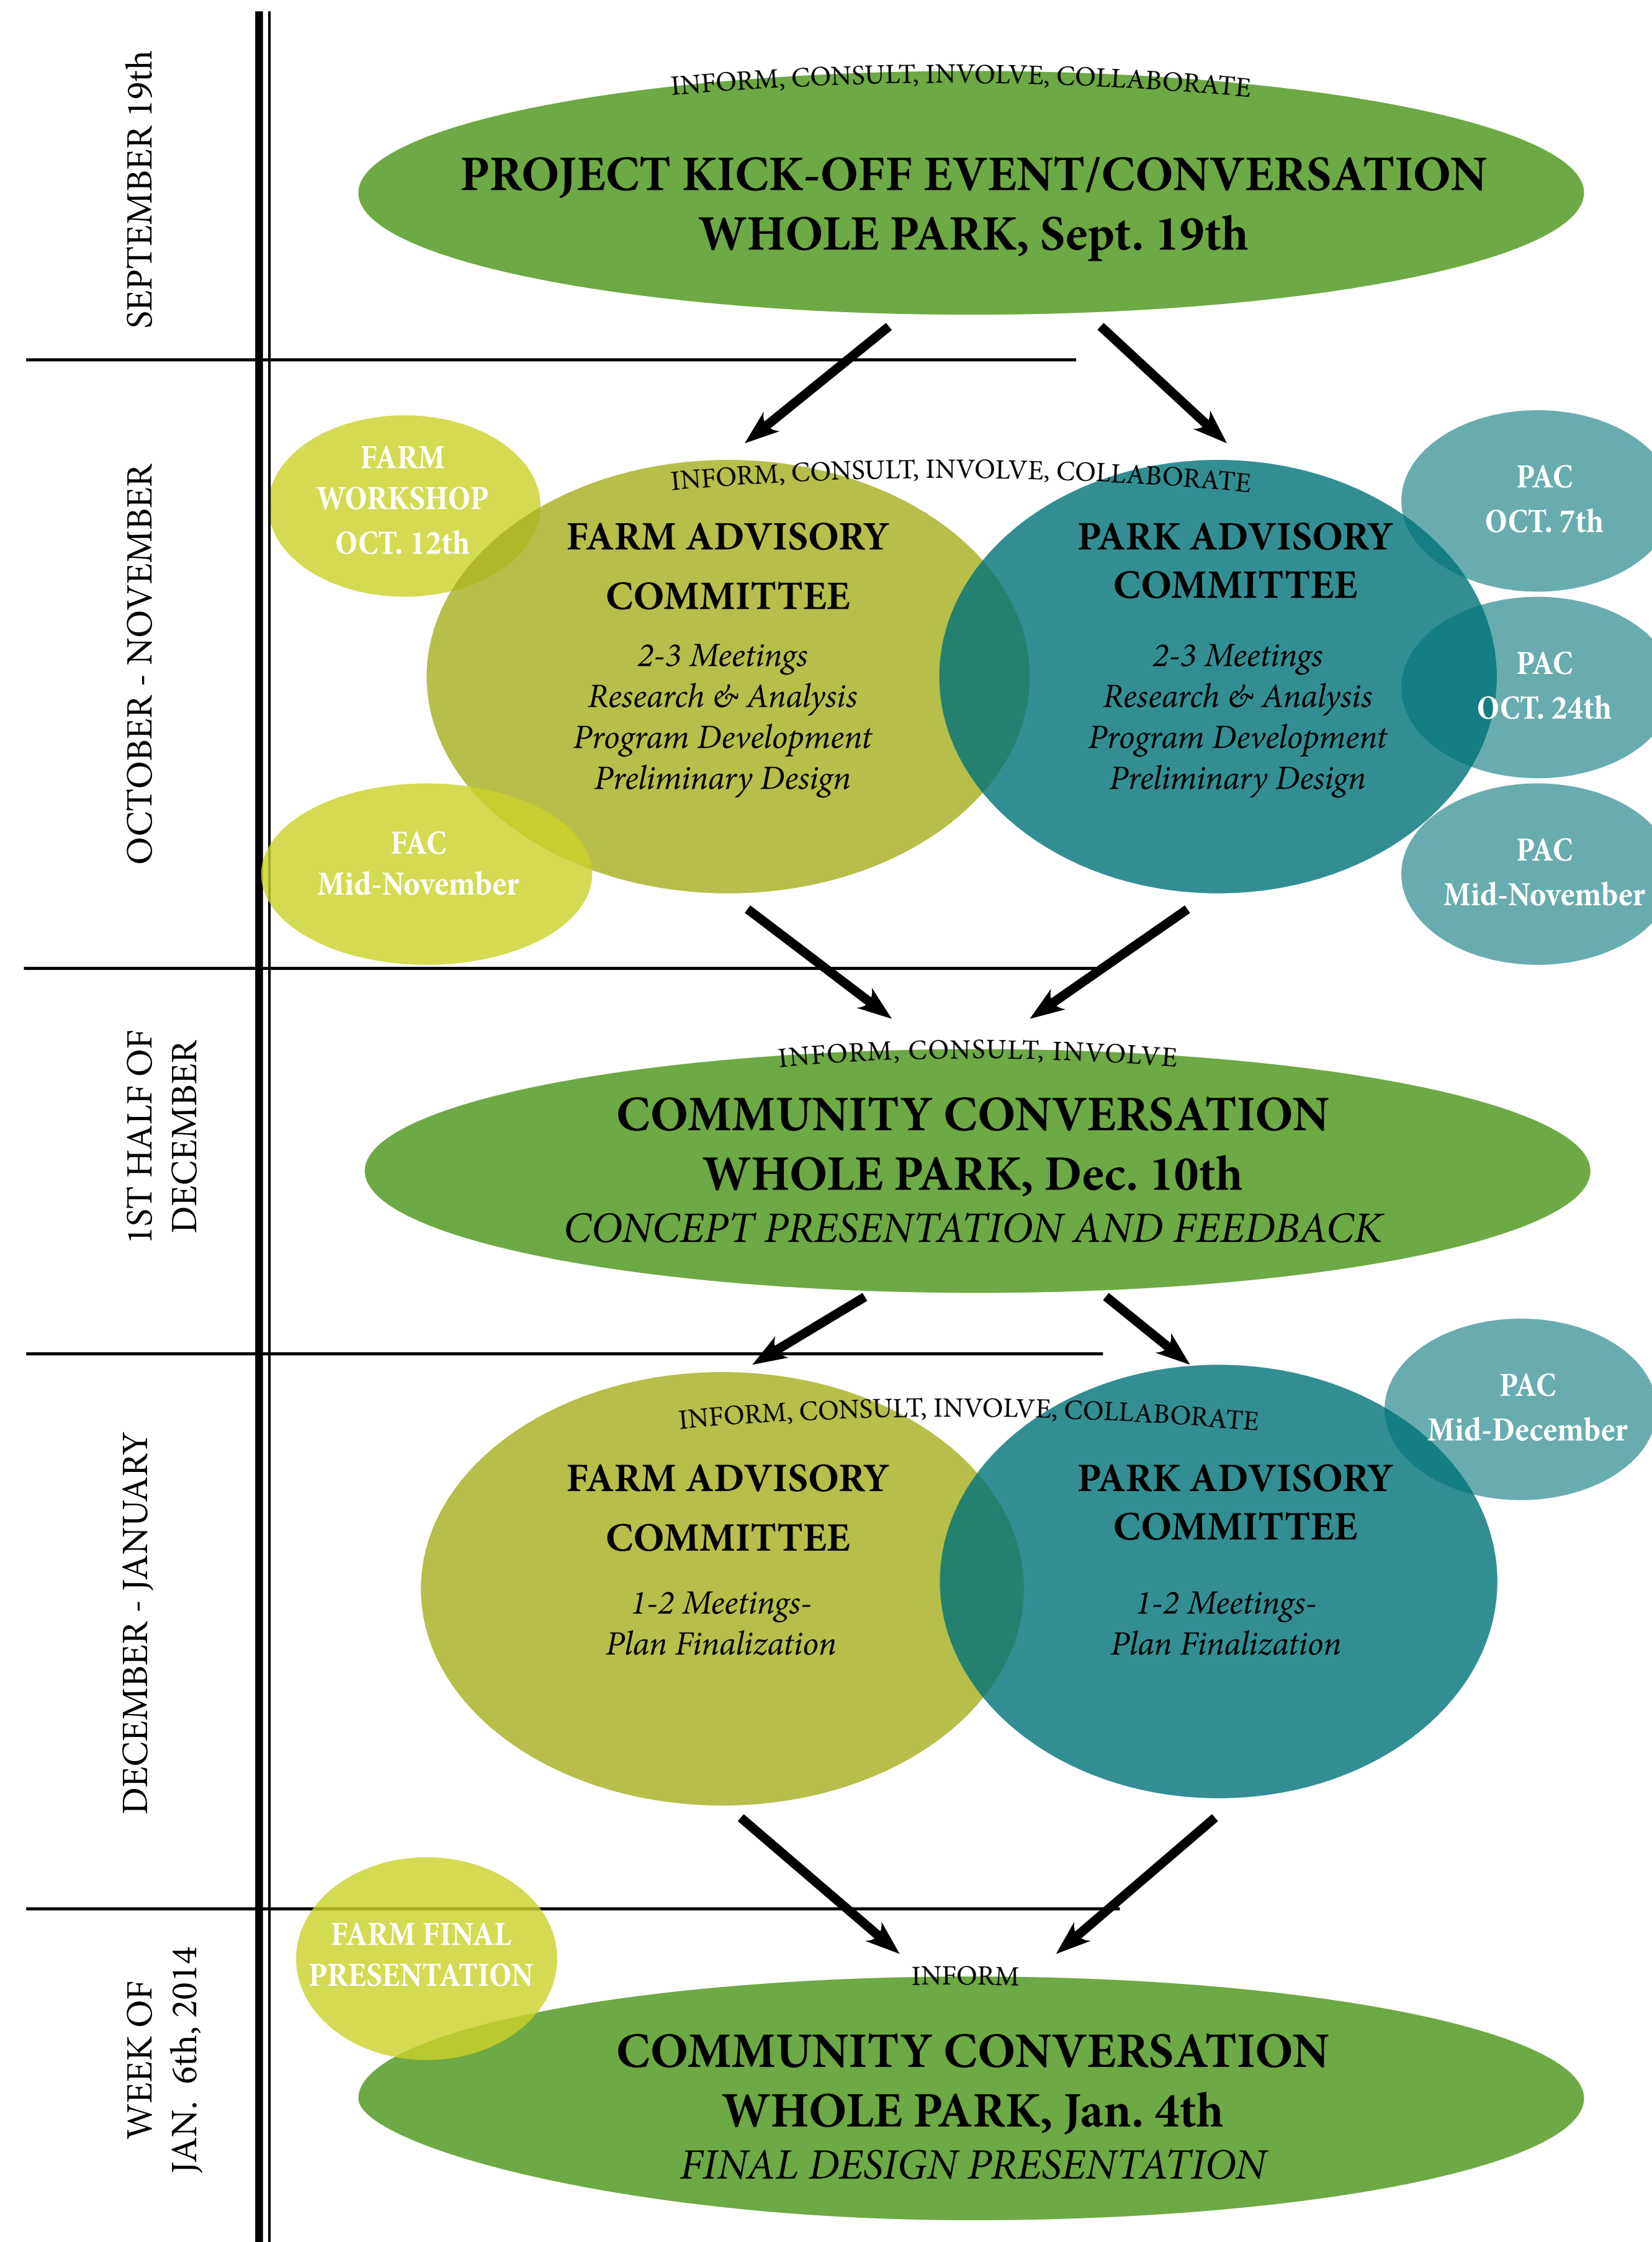 SEPTEMBER 19th
INFORM, CONSULT, INVOLVE, COLLABORATE
PROJECT KICK-OFF EVENT/CONVERSATION
WHOLE PARK, Sept. 19th
OCTOBER - NOVEMBER
FARM
WORKSHOP
OCT. 12th
FAC
Mid-November
INFORM, CONSULT, INVOLVE, COLLABORATE
FARM ADVISORY
COMMITTEE
2-3 Meetings
Research & Analysis
Program Development
Preliminary Design
PARK ADVISORY
COMMITTEE
2-3 Meetings
Research & Analysis
Program Development
Preliminary Design
PAC
OCT. 7th
PAC
OCT. 24th
PAC
Mid-November
1ST HALF OF
DECEMBER
INFORM, CONSULT, INVOLVE
COMMUNITY CONVERSATION
WHOLE PARK, Dec. 10th
CONCEPT PRESENTATION AND FEEDBACK
DECEMBER - JANUARY
INFORM, CONSULT, INVOLVE, COLLABORATE
FARM ADVISORY
COMMITTEE
1-2 Meetings-
Plan Finalization
PARK ADVISORY
COMMITTEE
1-2 Meetings-
Plan Finalization
PAC
Mid-December
WEEK OF
JAN. 6th, 2014
FARM FINAL
PRESENTATION
INFORM
COMMUNITY CONVERSATION
WHOLE PARK, Jan. 4th
FINAL DESIGN PRESENTATION